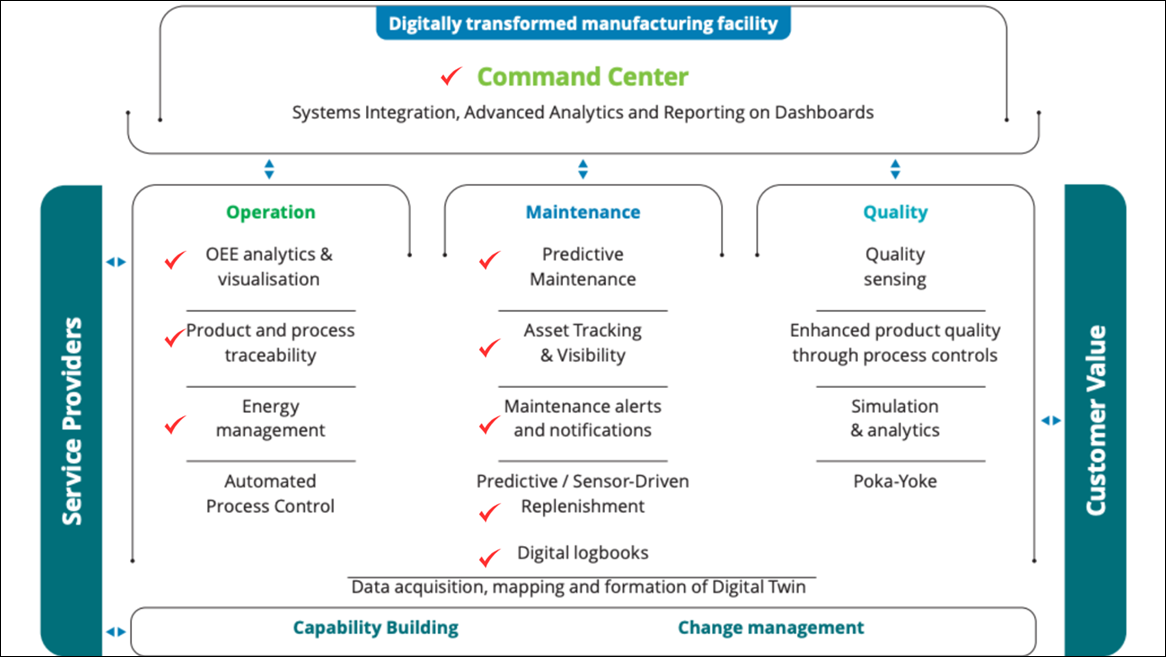 Digitally transformed manufacturing facility
Command Center
Systems Integration, Advanced Analytics and Reporting on Dashboards
Service Providers
Operation
OEE analytics &
visualisation
Product and process
traceability
Energy
management
Automated
Process Control
Maintenance
Predictive
Maintenance
Asset Tracking
& Visibility
Maintenance alerts
and notifications
Predictive / Sensor-Driven
Replenishment
Digital logbooks
Quality
Quality
sensing
Enhanced product quality
through process controls
Simulation
& analytics
Poka-Yoke
Customer Value
Data acquisition, mapping and formation of Digital Twin
Capability Building
Change management